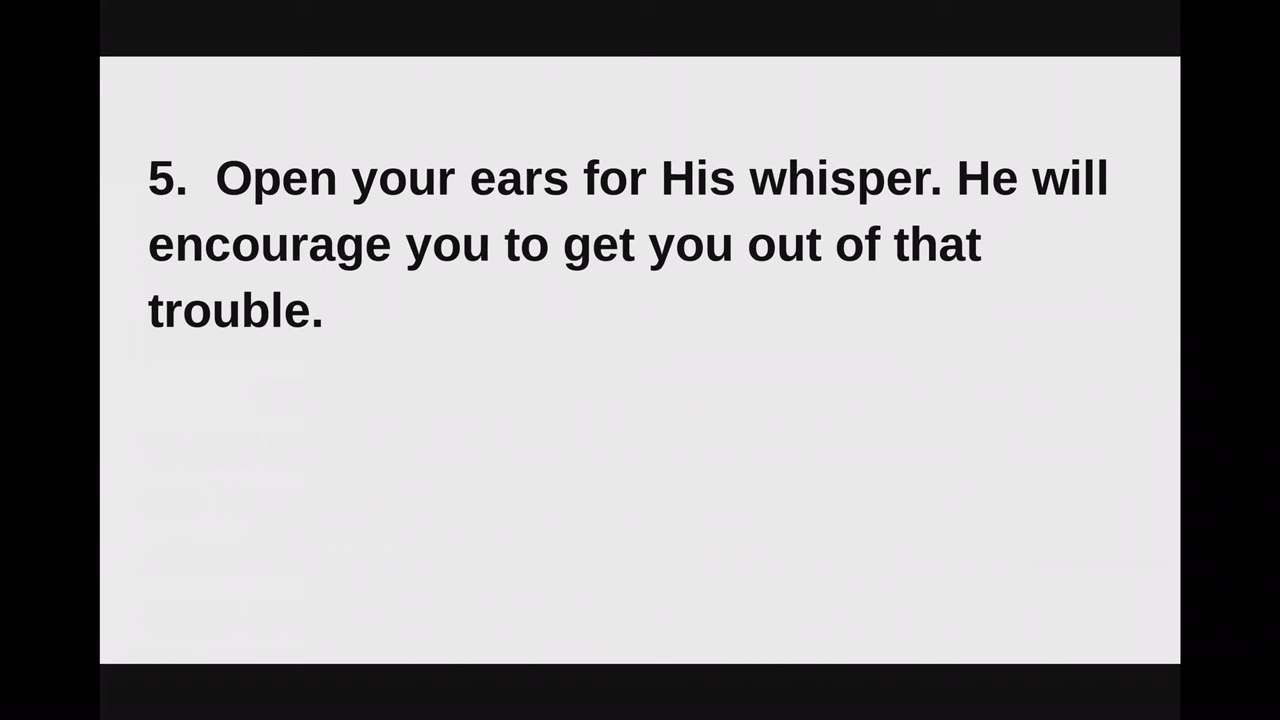 5.  Open your ears for His whisper. He will
encourage you to get you out of that
trouble.